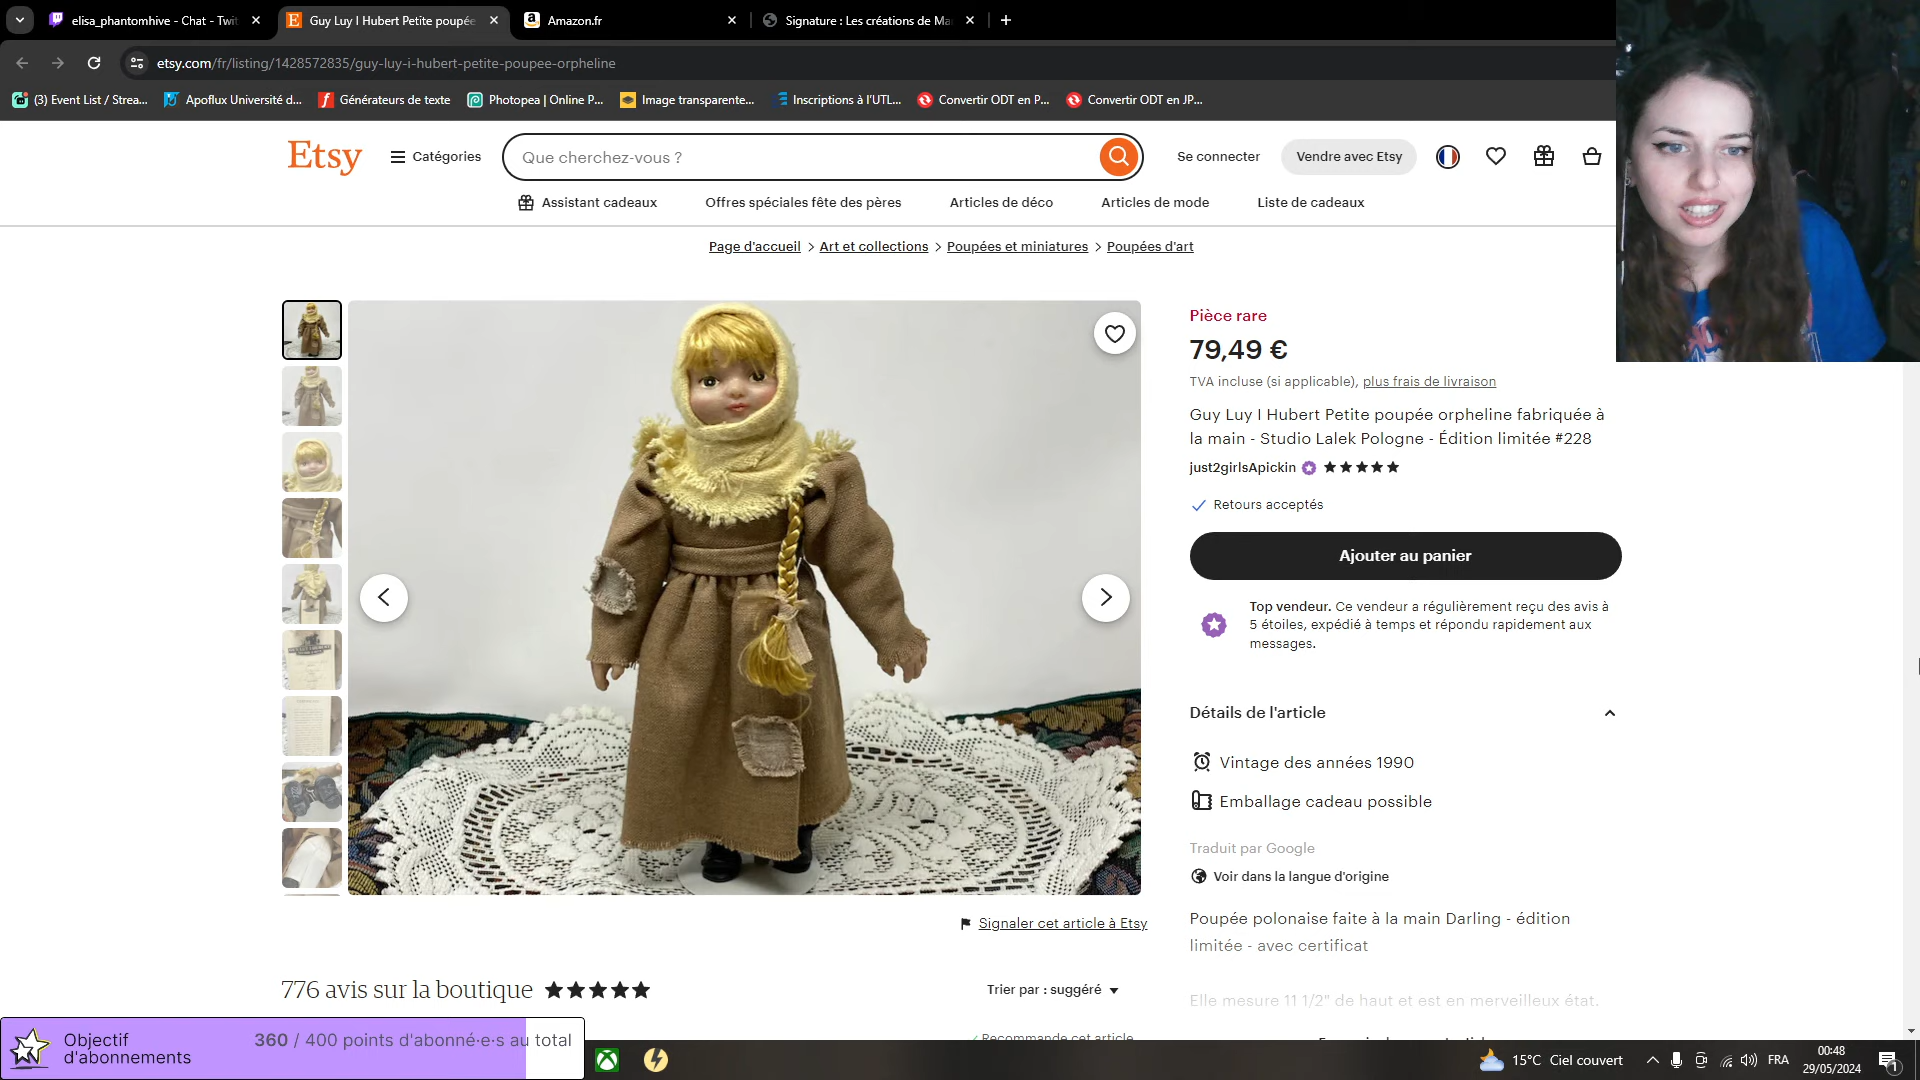 elisa_phantomhive - Chat - Twit
Guy Luy I Hubert Petite poupée
Amazon.fr
Signature : Les créations de Ma
etsy.com/fr/listing/1428572835/guy-luy-i-hubert-petite-poupee-orpheline
(3) Event List / Strea...
Apoflux Université d...
Générateurs de texte
Photopea | Online P...
Image transparente...
Inscriptions à l'UTL...
Convertir ODT en P...
Convertir ODT en JP...
Etsy
Catégories
Que cherchez-vous ?
Se connecter
Vendre avec Etsy
Assistant cadeaux
Offres spéciales fête des pères
Articles de déco
Articles de mode
Liste de cadeaux
Page d'accueil > Art et collections > Poupées et miniatures > Poupées d'art
Pièce rare
79,49 €
TVA incluse (si applicable), plus frais de livraison
Guy Luy I Hubert Petite poupée orpheline fabriquée à
la main - Studio Lalek Pologne - Édition limitée #228
just2girlsApickin
Retours acceptés
Ajouter au panier
Top vendeur. Ce vendeur a régulièrement reçu des avis à
5 étoiles, expédié à temps et répondu rapidement aux
messages.
Détails de l'article
Vintage des années 1990
Emballage cadeau possible
Traduit par Google
Voir dans la langue d'origine
Poupée polonaise faite à la main Darling - édition
limitée - avec certificat
Elle mesure 11 1/2" de haut et est en merveilleux état.
Signaler cet article à Etsy
776 avis sur la boutique
Trier par : suggéré
Recommande cet article
Objectif
d'abonnements
360 / 400 points d'abonné·e·s au total
15°C Ciel couvert
FRA
00:48
29/05/2024
1